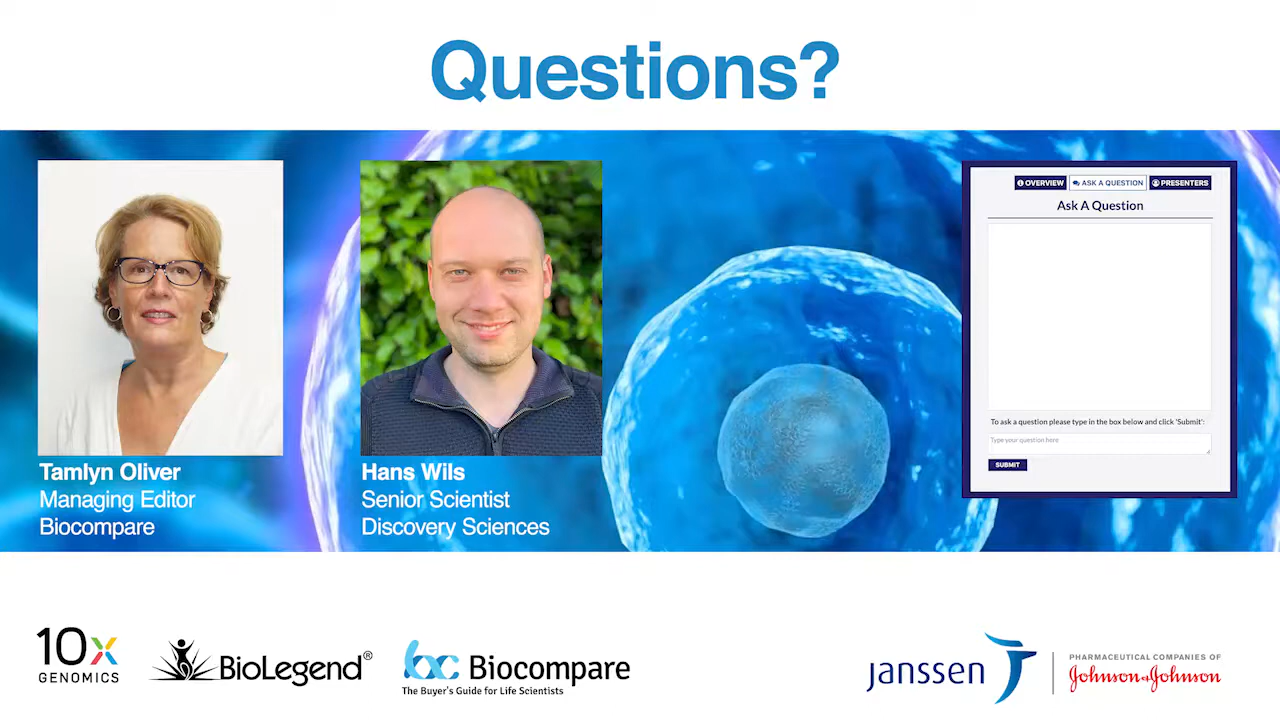 Questions?
OVERVIEW
ASK A QUESTION
PRESENTERS
Ask A Question
To ask a question please type in the box below and click 'Submit':
Type your question here
SUBMIT
Tamlyn Oliver
Managing Editor
Biocompare
Hans Wils
Senior Scientist
Discovery Sciences
10x
GENOMICS
BioLegend®
bc Biocompare
The Buyer's Guide for Life Scientists
janssen
PHARMACEUTICAL COMPANIES OF
Johnson & Johnson